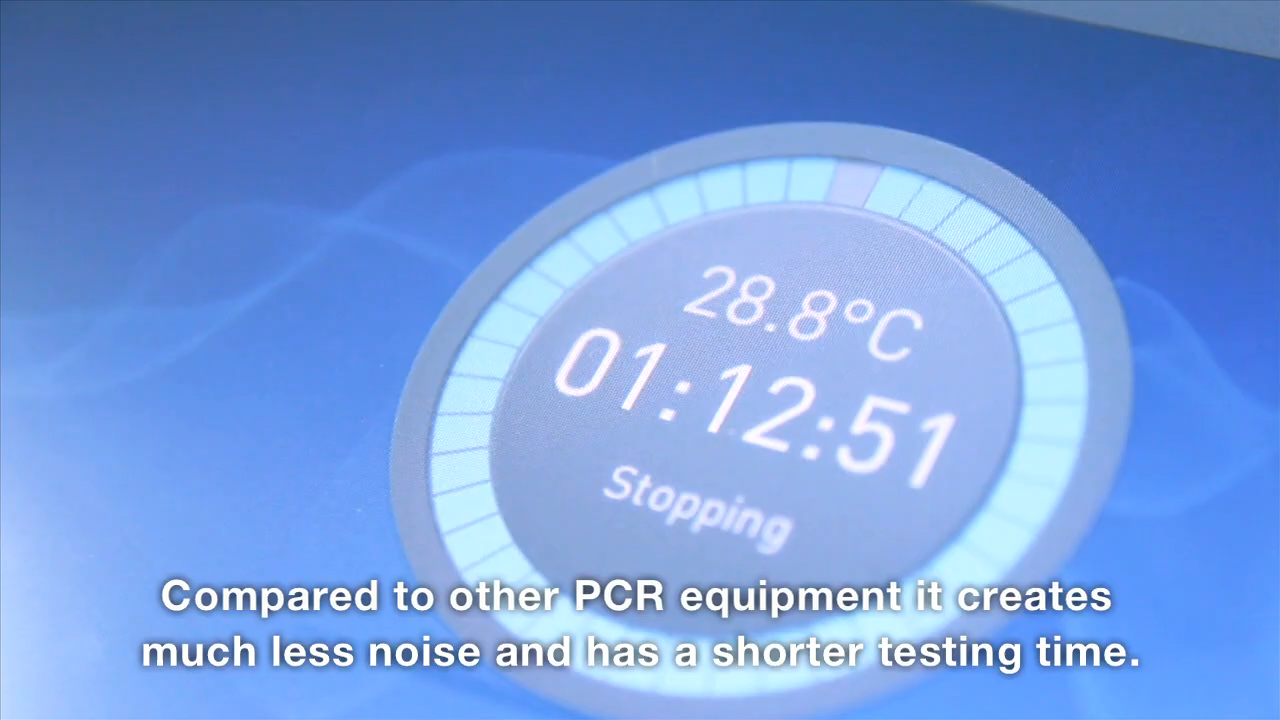 28.8°C
01:12:51
Stopping
Compared to other PCR equipment it creates
much less noise and has a shorter testing time.